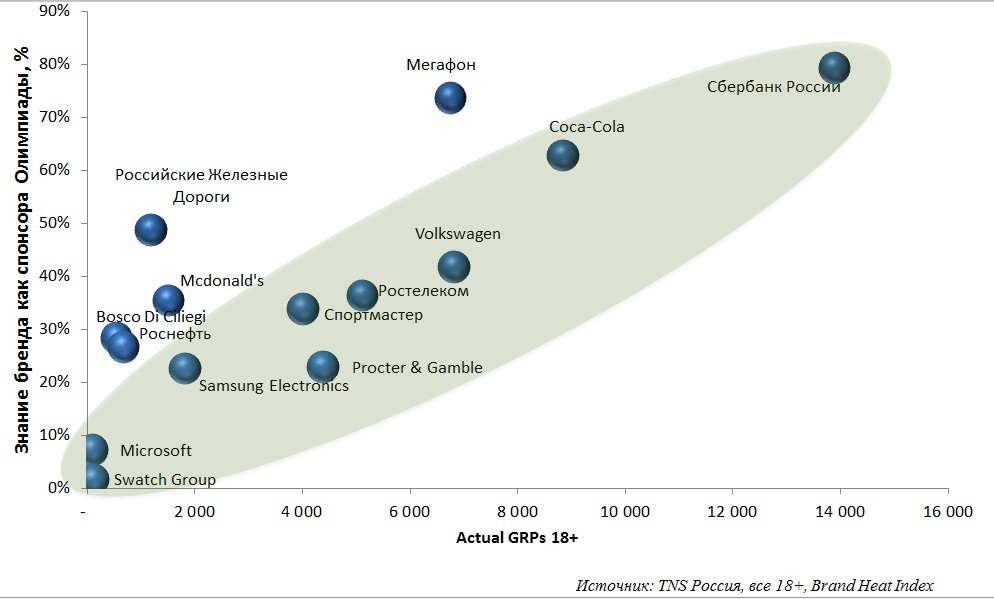 90%
80%
70%
60%
50%
40%
30%
20%
10%
0%
Знание бренда как спонсора Олимпиады, %
Мегафон
Сбербанк России
Coca-Cola
Российские Железные
Дороги
Volkswagen
Mcdonald's
Ростелеком
Bosco Di Ciliegi
Спортмастер
Роснефть
Procter & Gamble
Samsung Electronics
Microsoft
Swatch Group
- 2 000 4 000 6 000 8 000 10 000 12 000 14 000 16 000
Actual GRPs 18+
Источник: TNS Россия, все 18+, Brand Heat Index